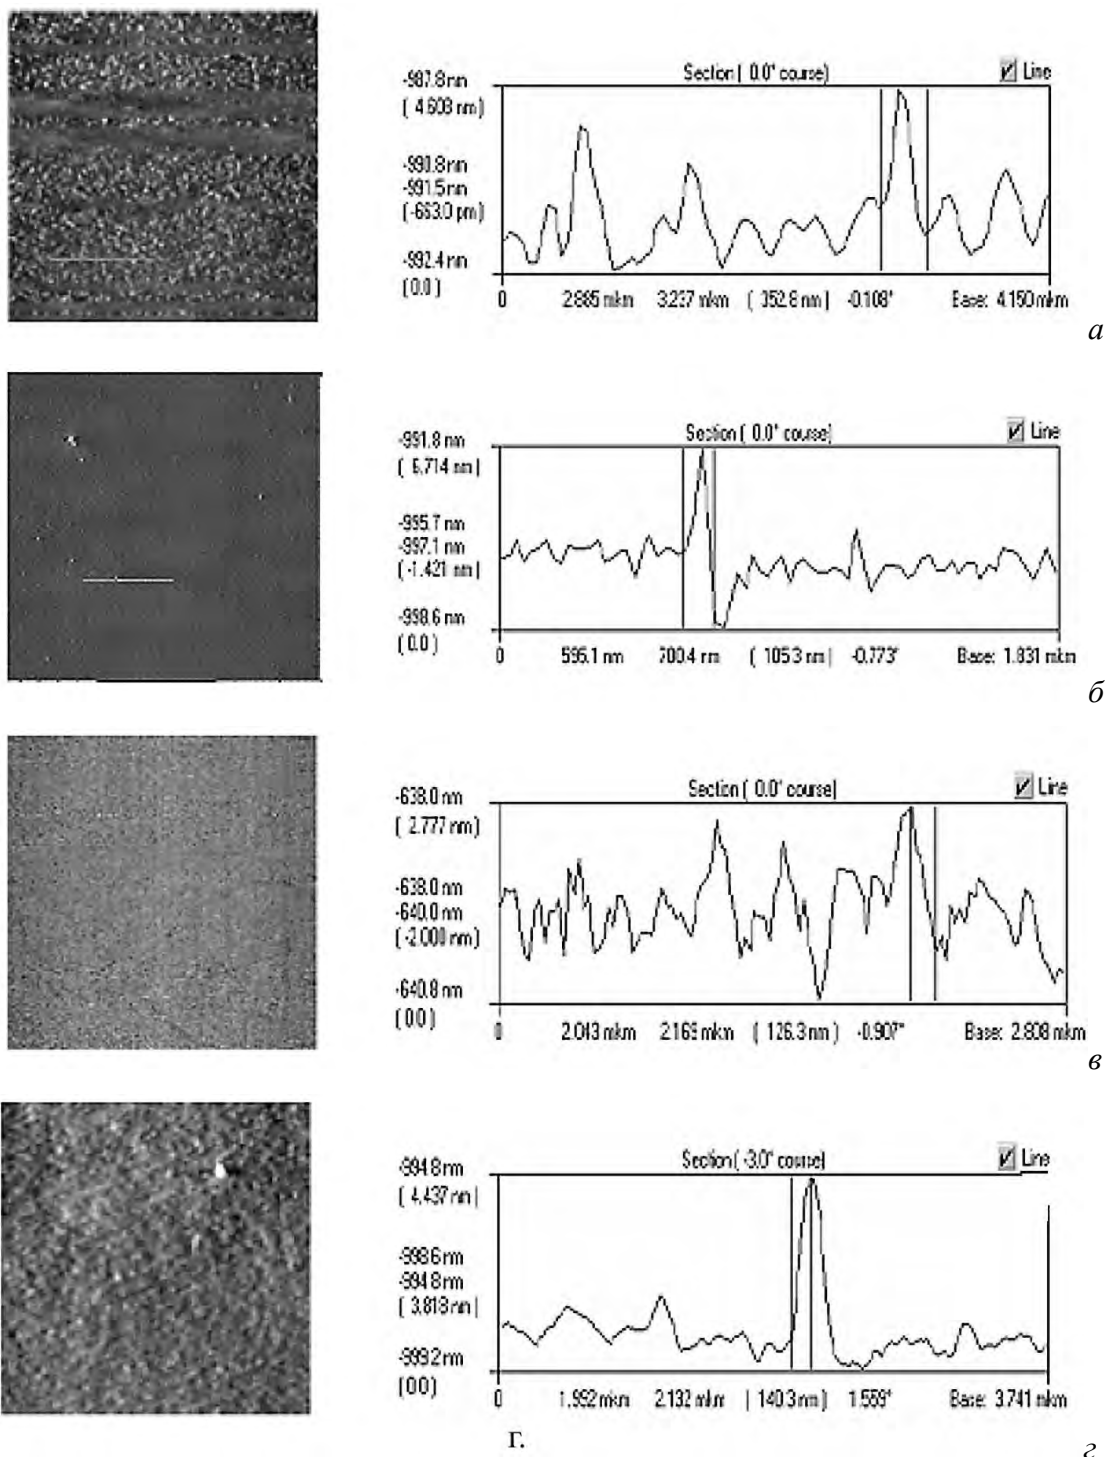 Section ( 0.0° course)
Line
-987.8 nm
( 4.608 nm)
-990.8 nm
-991.5 nm
(-663.0 pm)
-992.4 nm
(0.0)
0 2.885 mkm 3.237 mkm ( 352.8 nm) -0.108° Base: 4.150 mkm
а
Section ( 0.0° course)
Line
-991.8 nm
( 6.714 nm)
-995.7 nm
-997.1 nm
(-1.421 nm)
-998.6 nm
(0.0)
0 595.1 nm 700.4 nm ( 105.3 nm) -0.773° Base: 1.831 mkm
б
Section ( 0.0° course)
Line
-638.0 nm
( 2.777 nm)
-638.0 nm
-640.0 nm
(-2.000 nm)
-640.8 nm
(00)
0 2.043 mkm 2.165 mkm ( 126.3 nm ) -0.907° Base: 2.808 mkm
в
Section ( -3.0° course)
Line
-994.8 nm
( 4.437 nm)
-998.6 nm
-994.8 nm
( 3.818 nm)
-999.2 nm
(00)
0 1.992 mkm 2.132 mkm ( 140.3 nm) 1.559° Base: 3.741 mkm
г.
г